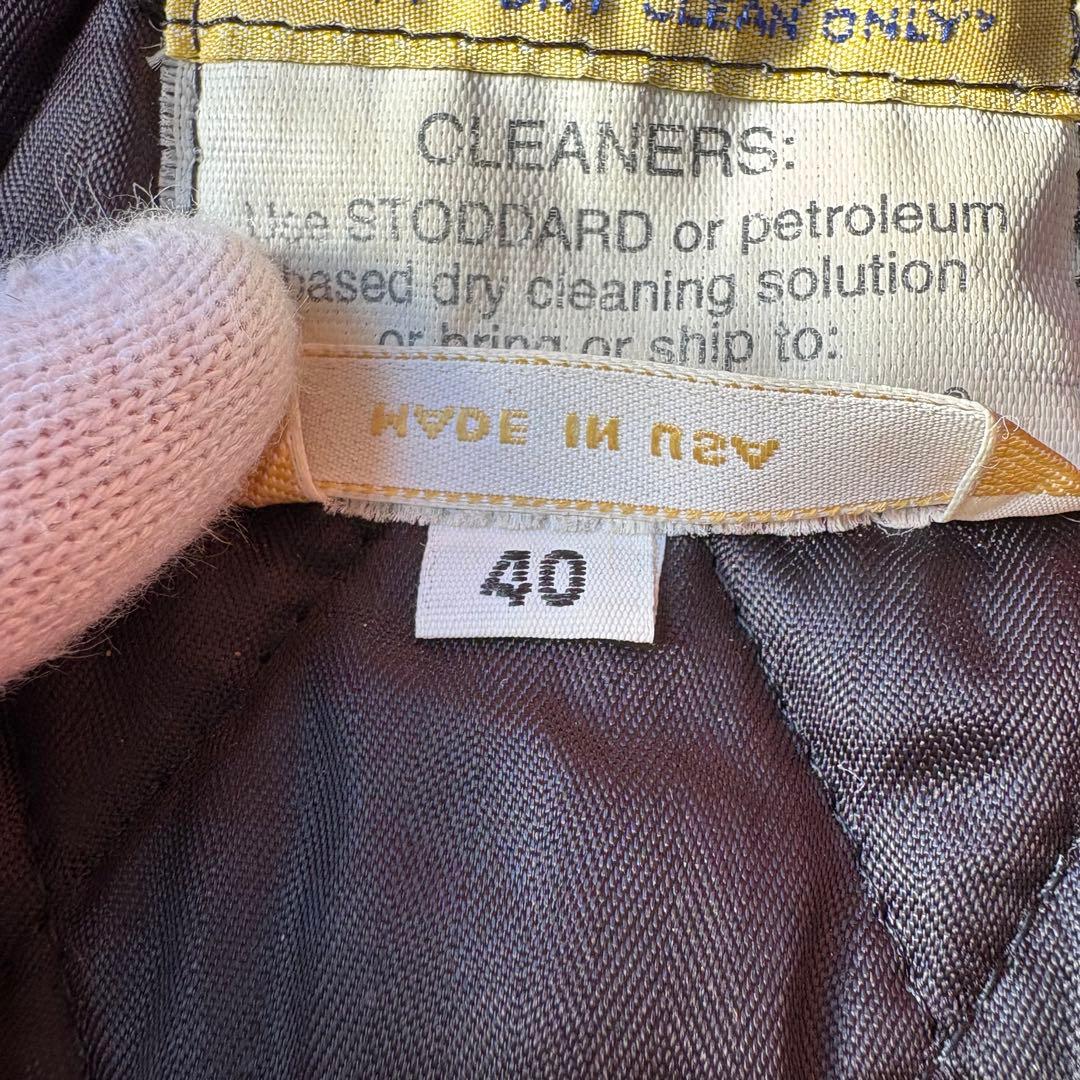 DRY CLEAN ONLY
CLEANERS:
Use STODDARD or petroleum
based dry cleaning solution
or bring or ship to:
MADE IN USA
40